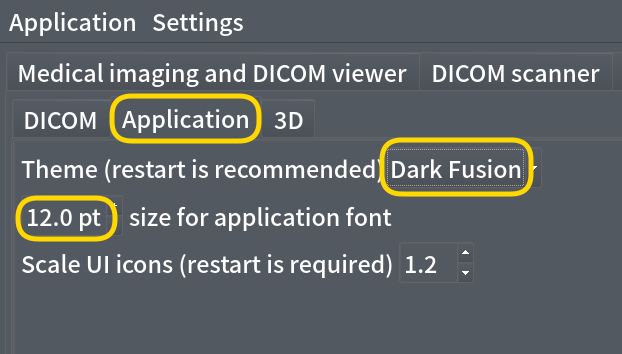 Application Settings
Medical imaging and DICOM viewer DICOM scanner
DICOM Application 3D
Theme (restart is recommended) Dark Fusion
12.0 pt size for application font
Scale UI icons (restart is required) 1.2